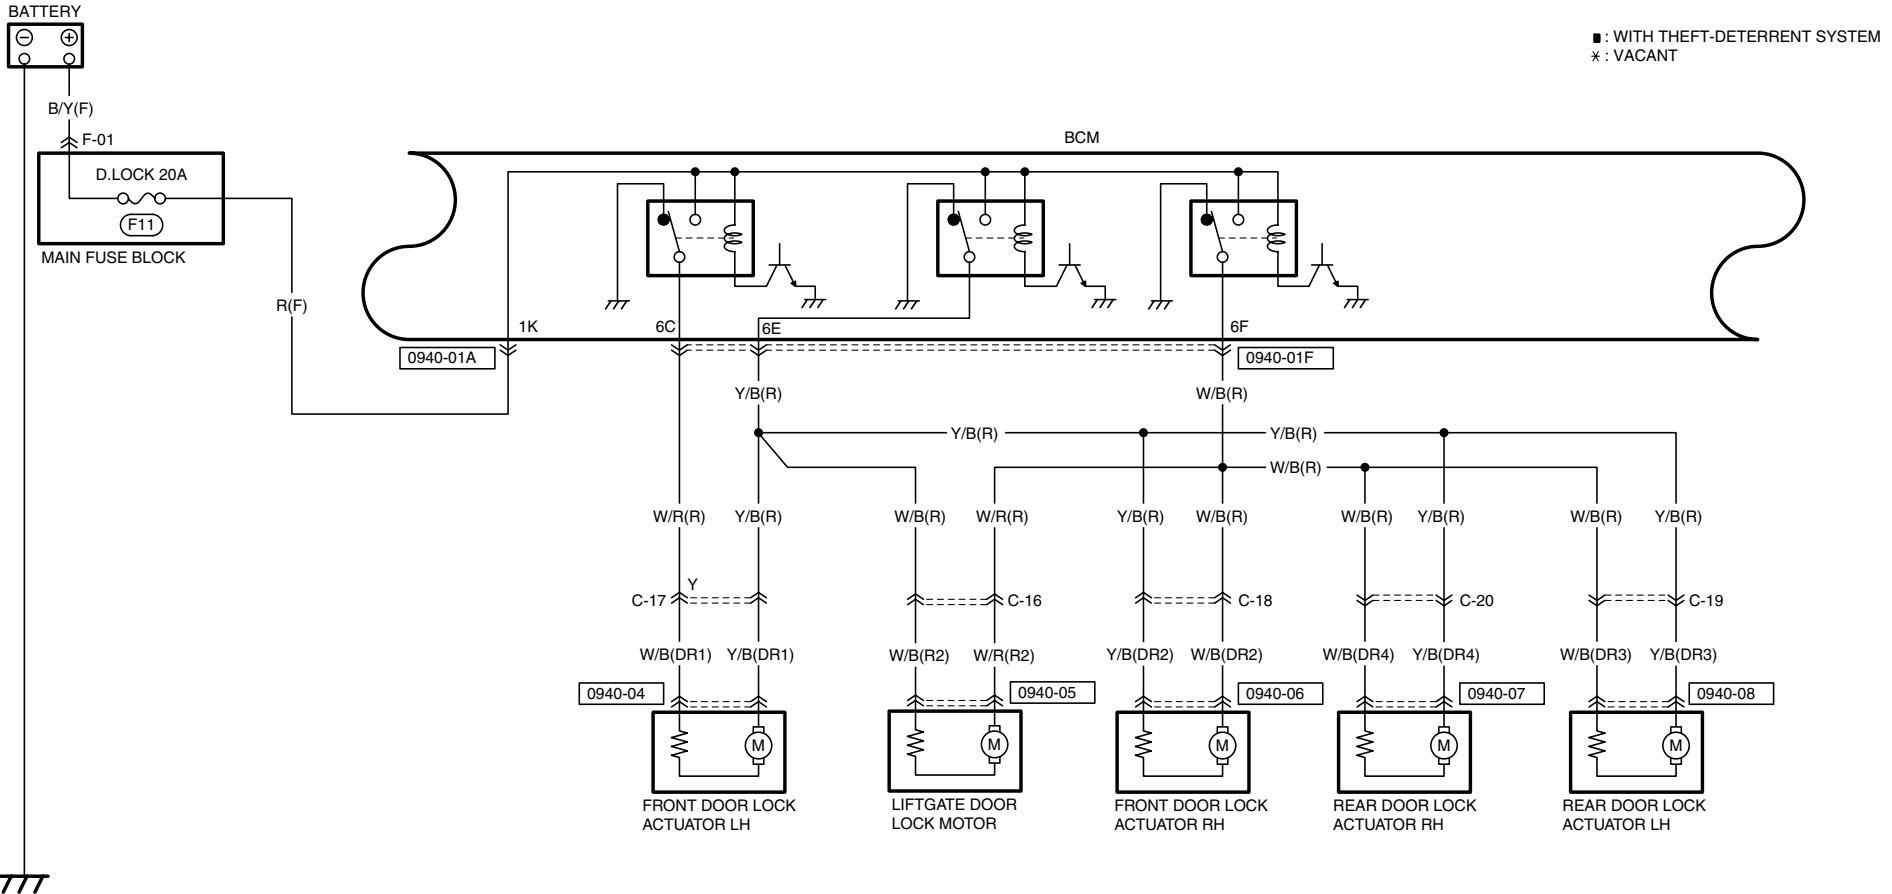 BATTERY
B/Y(F)
F-01
D.LOCK 20A
F11
MAIN FUSE BLOCK
R(F)
■ : WITH THEFT-DETERRENT SYSTEM
* : VACANT
BCM
1K
6C
6E
6F
0940-01A
0940-01F
Y/B(R)
W/B(R)
Y/B(R)
Y/B(R)
W/B(R)
W/R(R)
Y/B(R)
W/B(R)
W/R(R)
Y/B(R)
W/B(R)
W/B(R)
Y/B(R)
W/B(R)
Y/B(R)
Y
C-17
C-16
C-18
C-20
C-19
W/B(DR1)
Y/B(DR1)
W/B(R2)
W/R(R2)
Y/B(DR2)
W/B(DR2)
W/B(DR4)
Y/B(DR4)
W/B(DR3)
Y/B(DR3)
0940-04
0940-05
0940-06
0940-07
0940-08
M
M
M
M
M
FRONT DOOR LOCK
ACTUATOR LH
LIFTGATE DOOR
LOCK MOTOR
FRONT DOOR LOCK
ACTUATOR RH
REAR DOOR LOCK
ACTUATOR RH
REAR DOOR LOCK
ACTUATOR LH